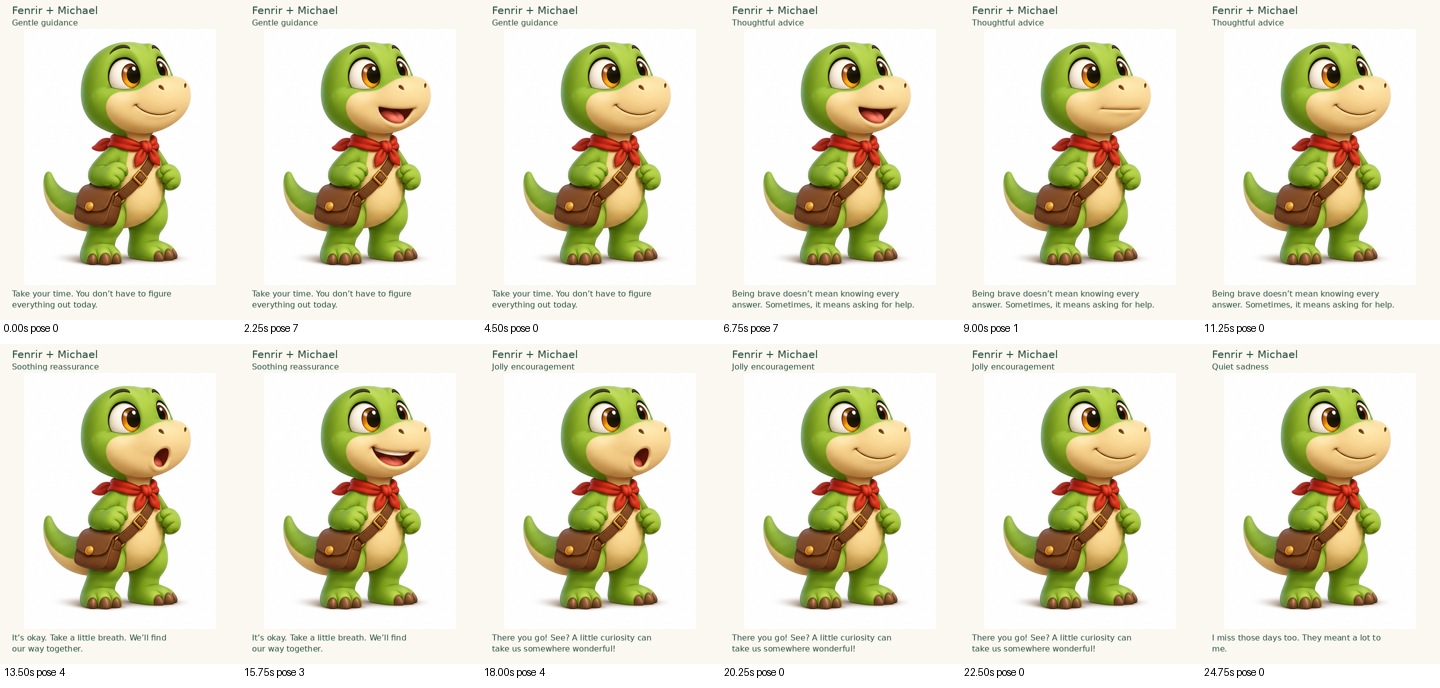 Fenrir + Michael
Gentle guidance
Take your time. You don't have to figure
everything out today.
0.00s pose 0
Fenrir + Michael
Gentle guidance
Take your time. You don't have to figure
everything out today.
2.25s pose 7
Fenrir + Michael
Gentle guidance
Take your time. You don't have to figure
everything out today.
4.50s pose 0
Fenrir + Michael
Thoughtful advice
Being brave doesn't mean knowing every
answer. Sometimes, it means asking for help.
6.75s pose 7
Fenrir + Michael
Thoughtful advice
Being brave doesn't mean knowing every
answer. Sometimes, it means asking for help.
9.00s pose 1
Fenrir + Michael
Thoughtful advice
Being brave doesn't mean knowing every
answer. Sometimes, it means asking for help.
11.25s pose 0
Fenrir + Michael
Soothing reassurance
It's okay. Take a little breath. We'll find
our way together.
13.50s pose 4
Fenrir + Michael
Soothing reassurance
It's okay. Take a little breath. We'll find
our way together.
15.75s pose 3
Fenrir + Michael
Jolly encouragement
There you go! See? A little curiosity can
take us somewhere wonderful!
18.00s pose 4
Fenrir + Michael
Jolly encouragement
There you go! See? A little curiosity can
take us somewhere wonderful!
20.25s pose 0
Fenrir + Michael
Jolly encouragement
There you go! See? A little curiosity can
take us somewhere wonderful!
22.50s pose 0
Fenrir + Michael
Quiet sadness
I miss those days too. They meant a lot to
me.
24.75s pose 0